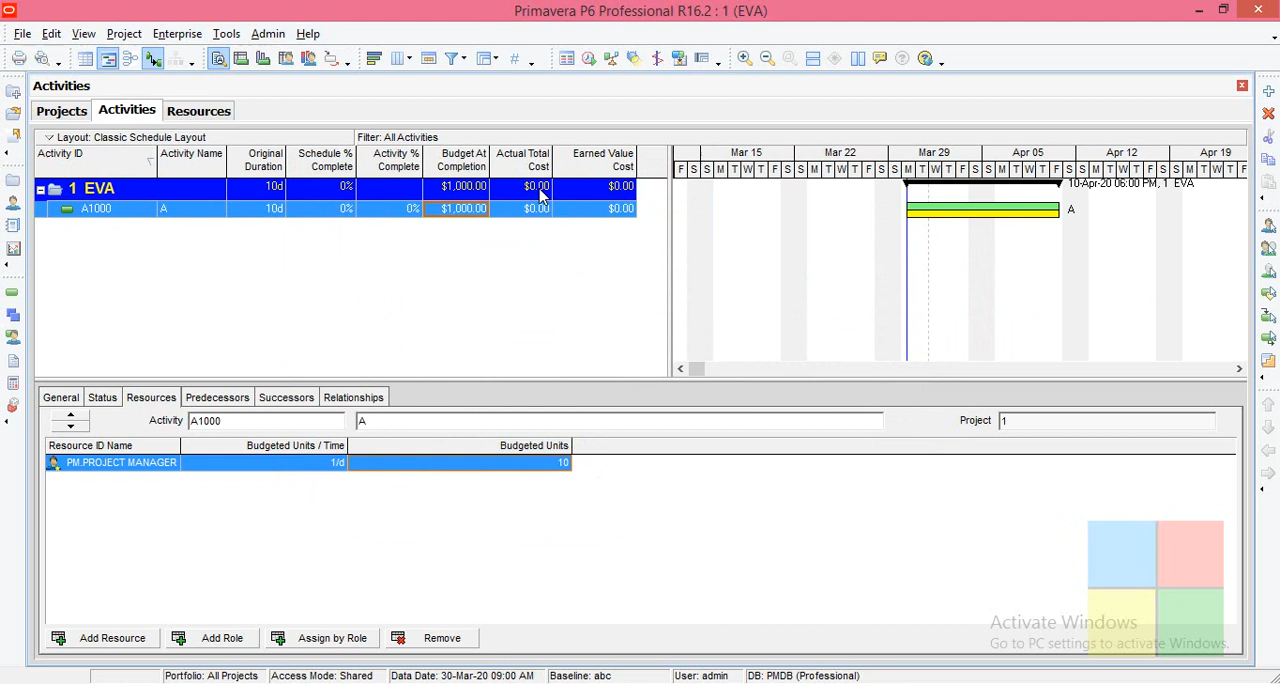 Primavera P6 Professional R16.2 : 1 (EVA)
File Edit View Project Enterprise Tools Admin Help
Activities
Projects Activities Resources
Layout: Classic Schedule Layout Filter: All Activities
Activity ID Activity Name Original Duration Schedule % Complete Activity % Complete Budget At Completion Actual Total Cost Earned Value Cost
Mar 15 Mar 22 Mar 29 Apr 05 Apr 12 Apr 19
F S S M T W T F S S M T W T F S S M T W T F S S M T W T F S S M T W T F S S M T W T F
1 EVA 10d 0% $1,000.00 $0.00 $0.00 10-Apr-20 06:00 PM, 1 EVA
A1000 A 10d 0% 0% $1,000.00 $0.00 $0.00 A
General Status Resources Predecessors Successors Relationships
Activity A1000 A Project 1
Resource ID Name Budgeted Units / Time Budgeted Units
PM.PROJECT MANAGER 1/d 10
Activate Windows
Go to PC settings to activate Windows.
Add Resource Add Role Assign by Role Remove
Portfolio: All Projects Access Mode: Shared Data Date: 30-Mar-20 09:00 AM Baseline: abc User: admin DB: PMDB (Professional)